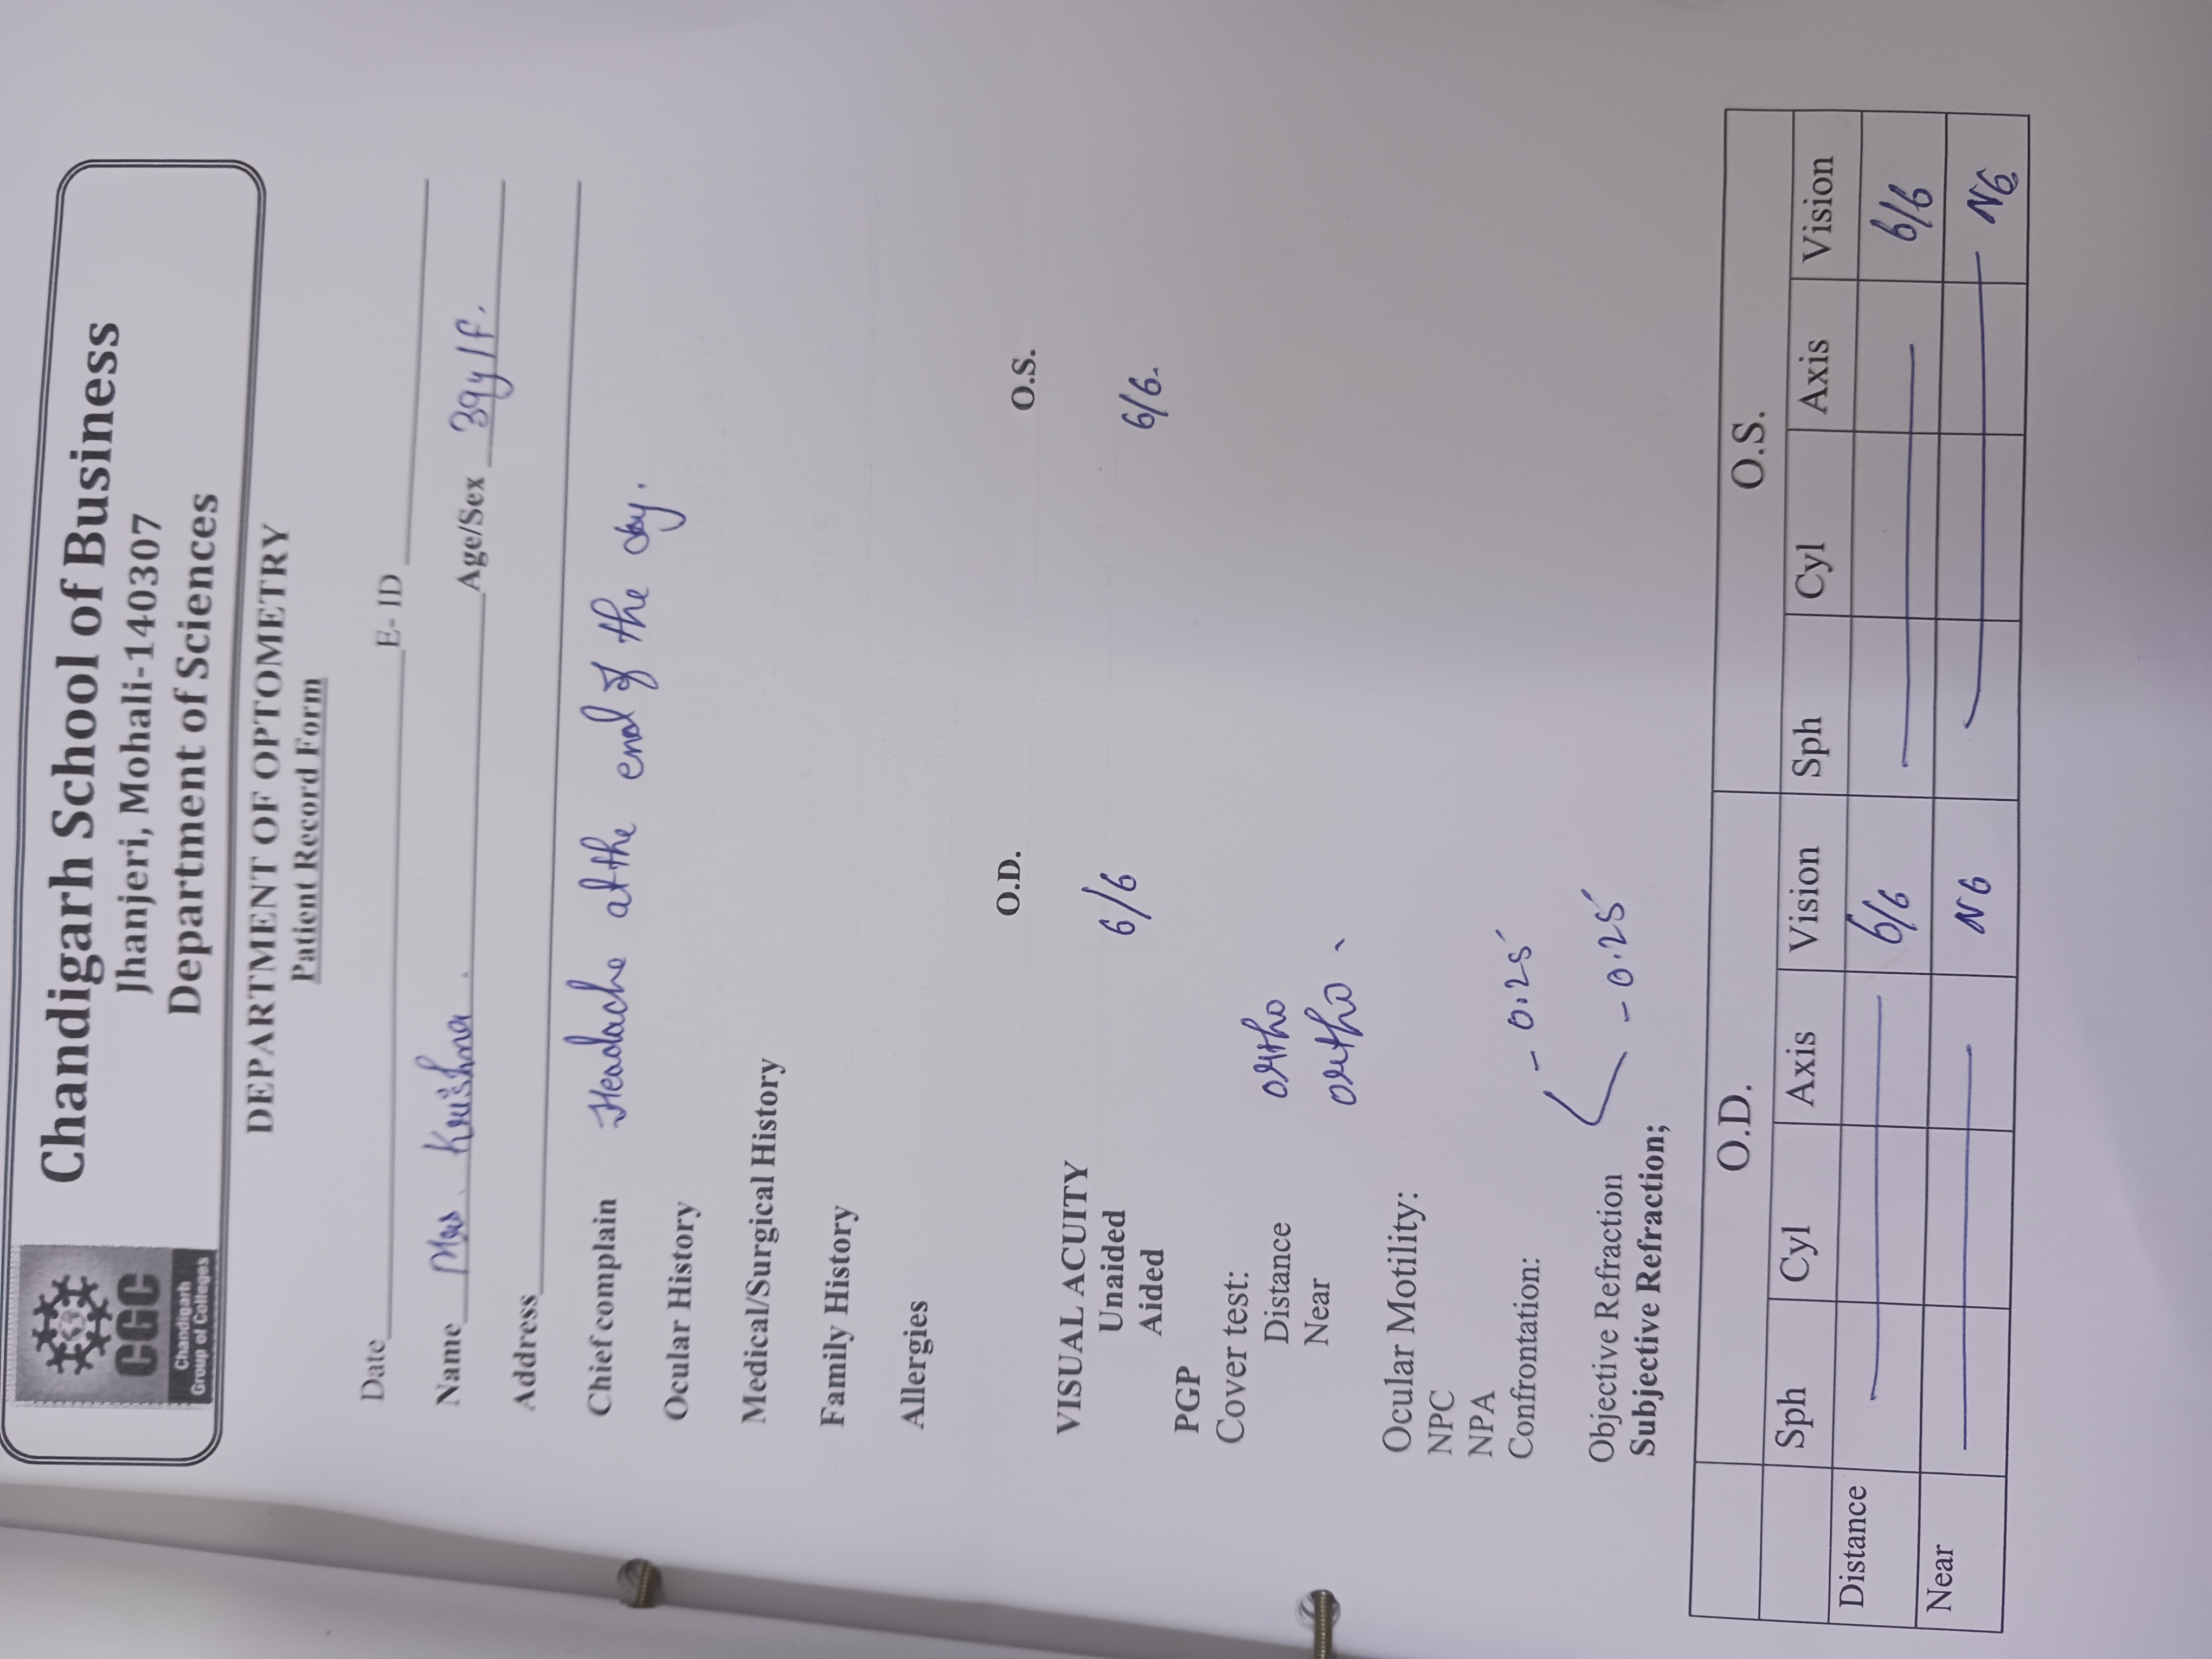 CGC
Chandigarh
Group of Colleges
Chandigarh School of Business
Jhanjeri, Mohali-140307
Department of Sciences
DEPARTMENT OF OPTOMETRY
Patient Record Form
Date E- ID
Name Mrs. Krishna. Age/Sex 39y/F.
Address
Chief complain Headache at the end of the day.
Ocular History
Medical/Surgical History
Family History
Allergies
O.D. O.S.
VISUAL ACUITY
Unaided 6/6 6/6.
Aided
PGP
Cover test:
Distance ortho
Near ortho.
Ocular Motility:
NPC
NPA
Confrontation:
- 0.25
Objective Refraction - 0.25
Subjective Refraction;
O.D. O.S.
Sph Cyl Axis Vision Sph Cyl Axis Vision
Distance 6/6 6/6
Near N6 N6